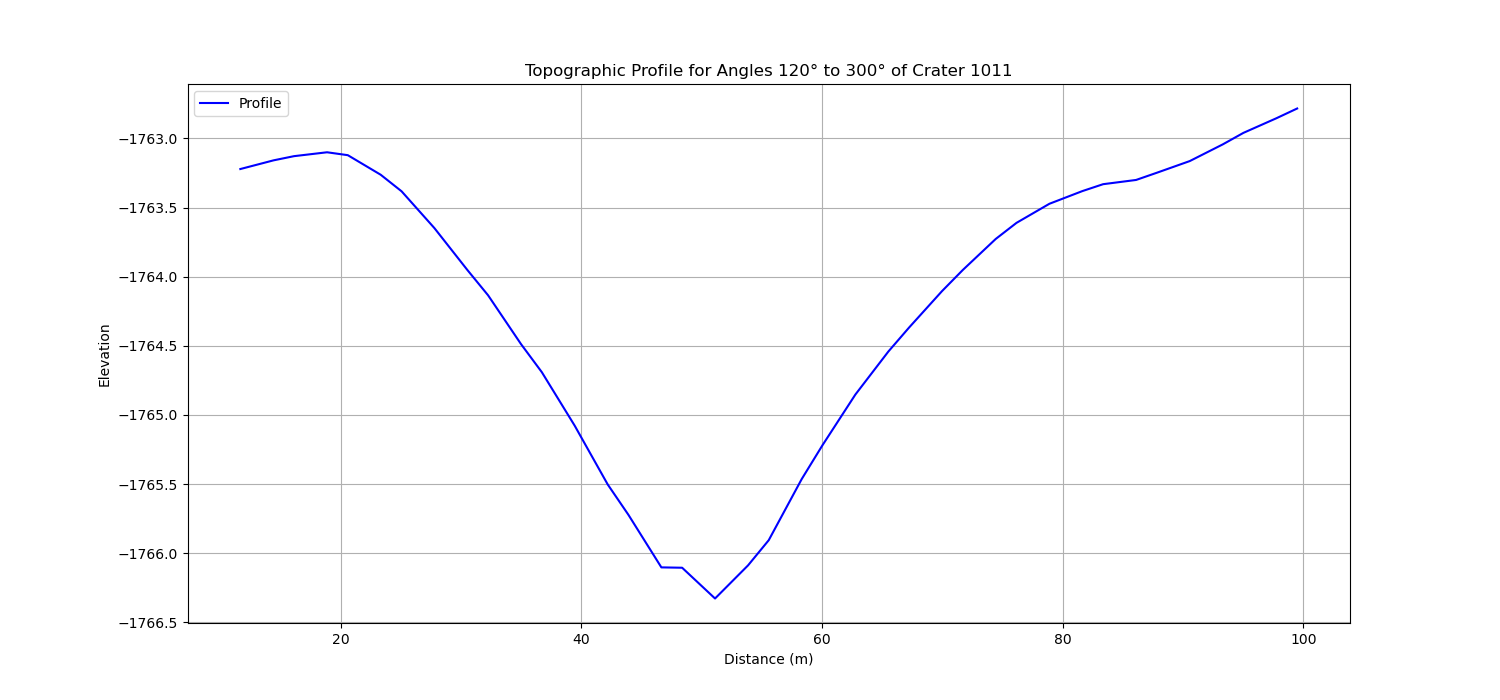 Topographic Profile for Angles 120° to 300° of Crater 1011
Profile
−1763.0
−1763.5
−1764.0
−1764.5
−1765.0
−1765.5
−1766.0
−1766.5
Elevation
20 40 60 80 100
Distance (m)